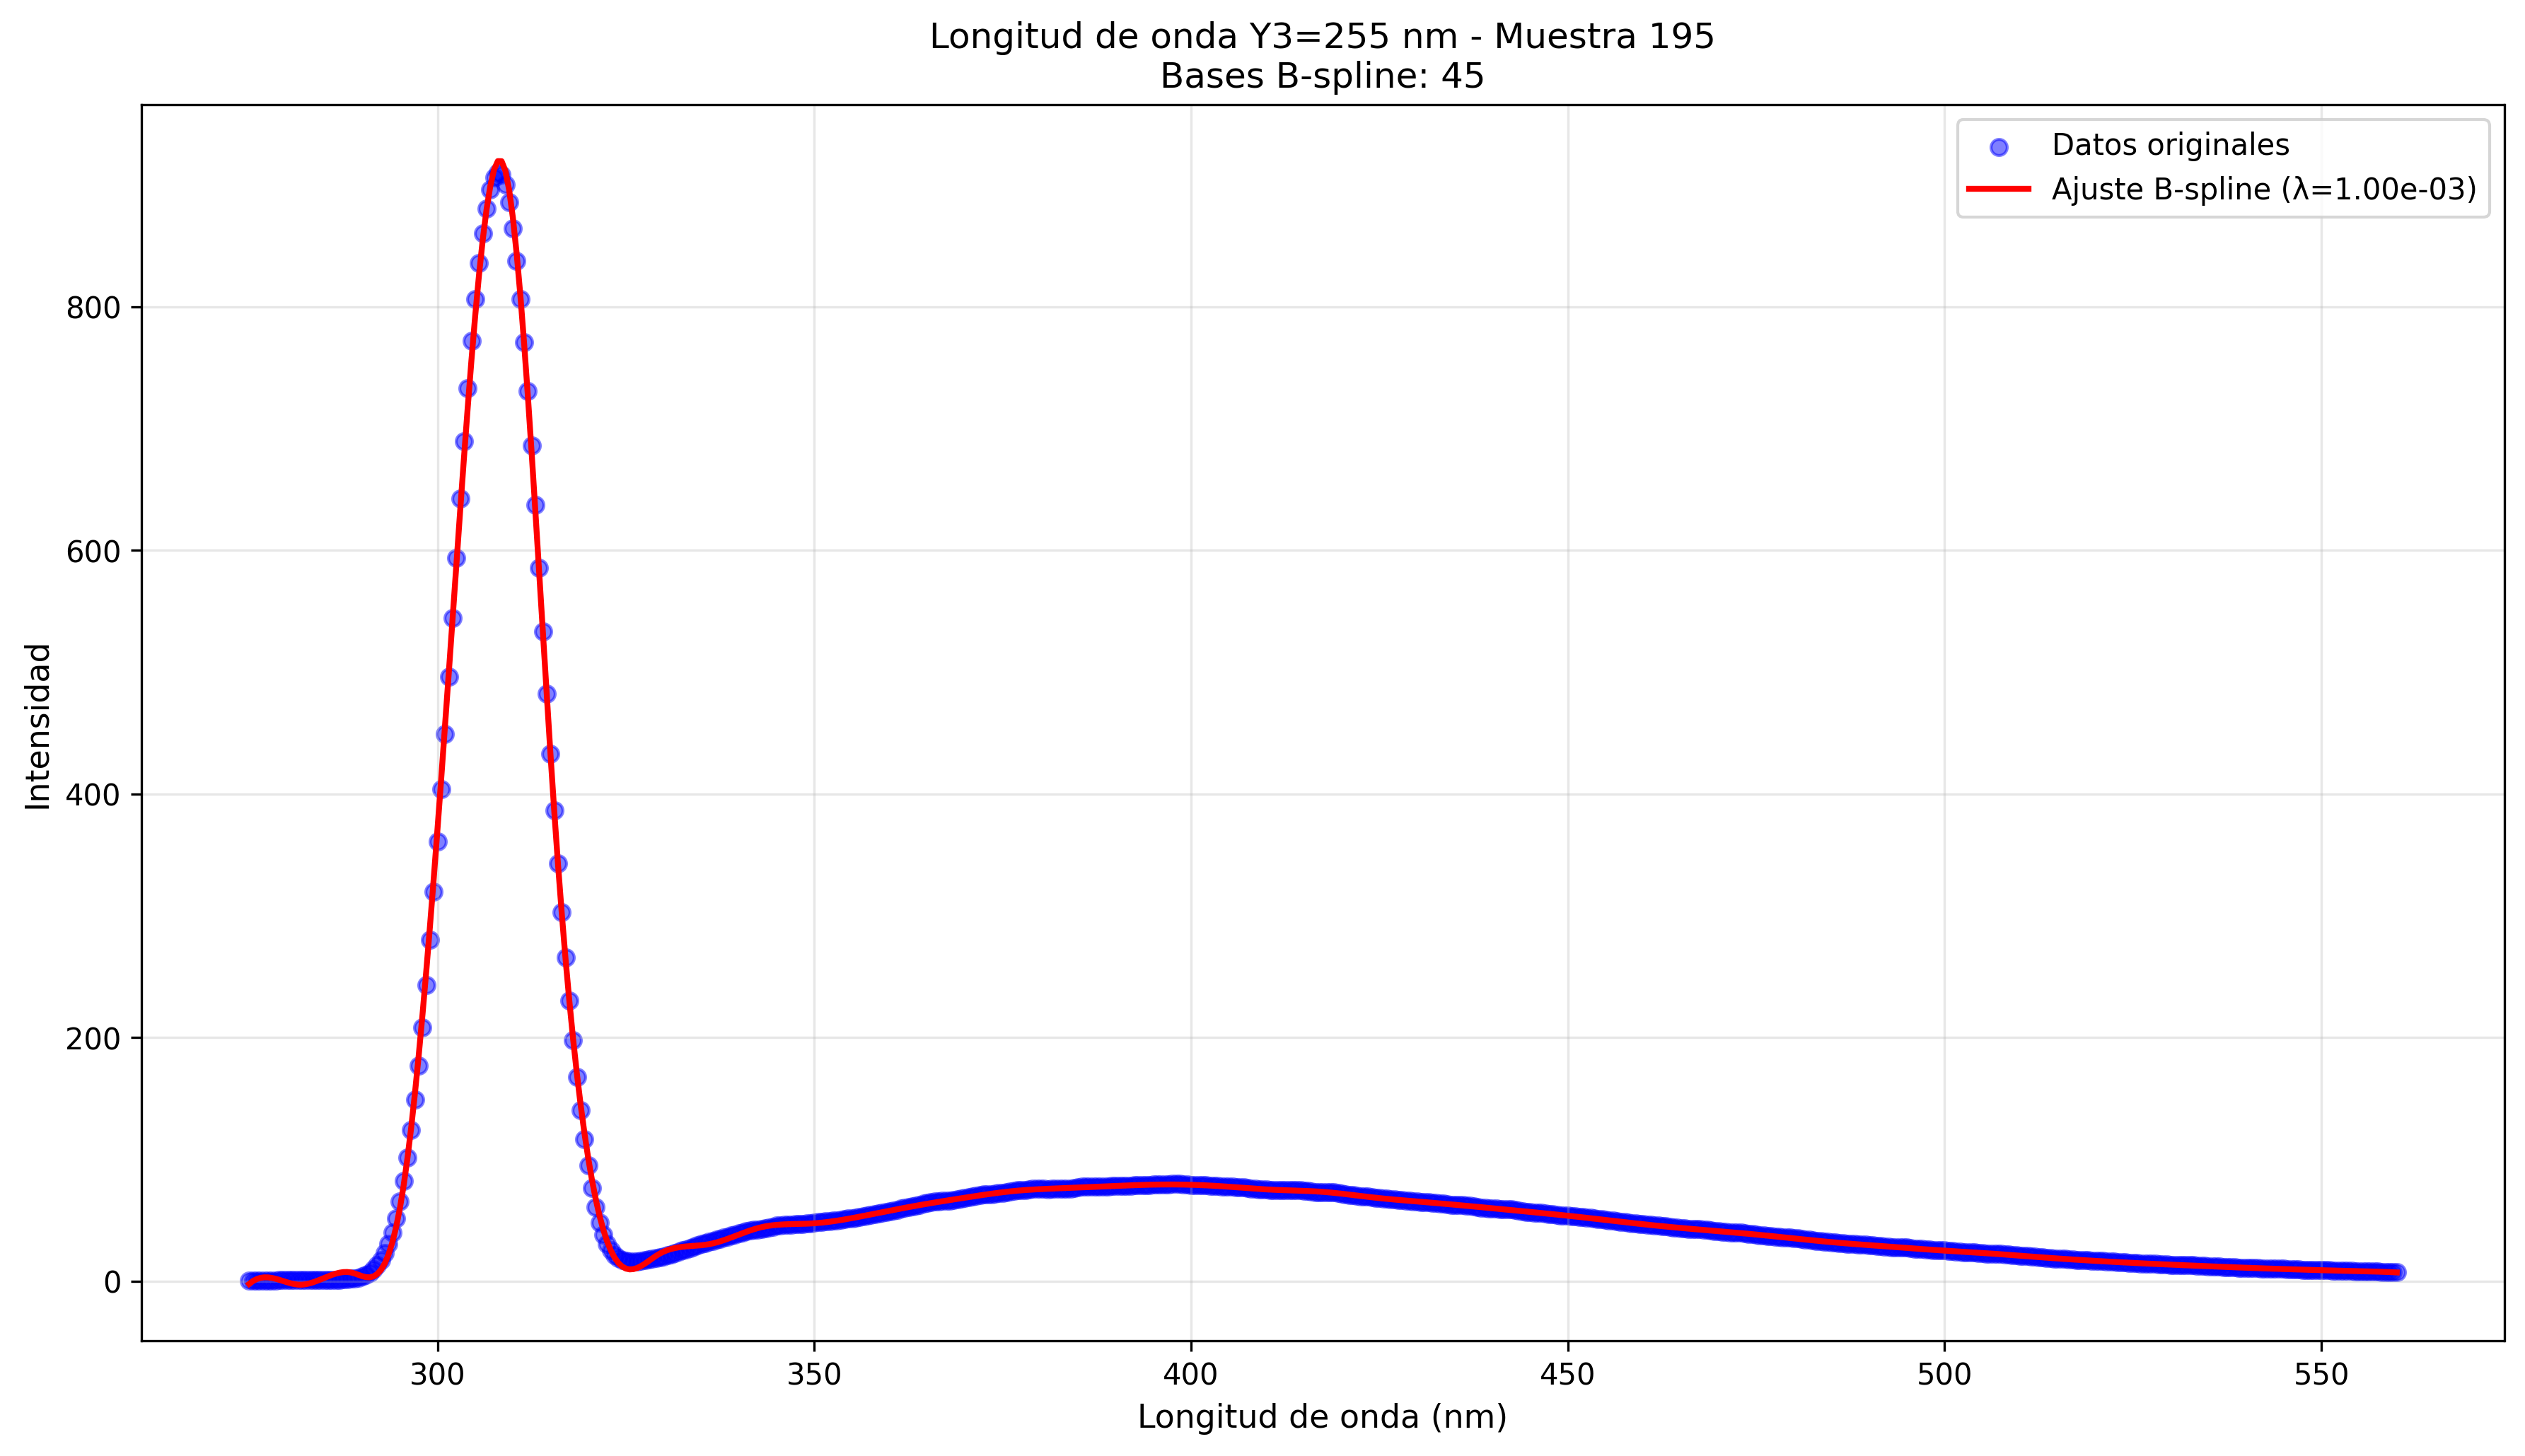 Longitud de onda Y3=255 nm - Muestra 195
Bases B-spline: 45
Datos originales
Ajuste B-spline (λ=1.00e-03)
Intensidad
800
600
400
200
0
300 350 400 450 500 550
Longitud de onda (nm)